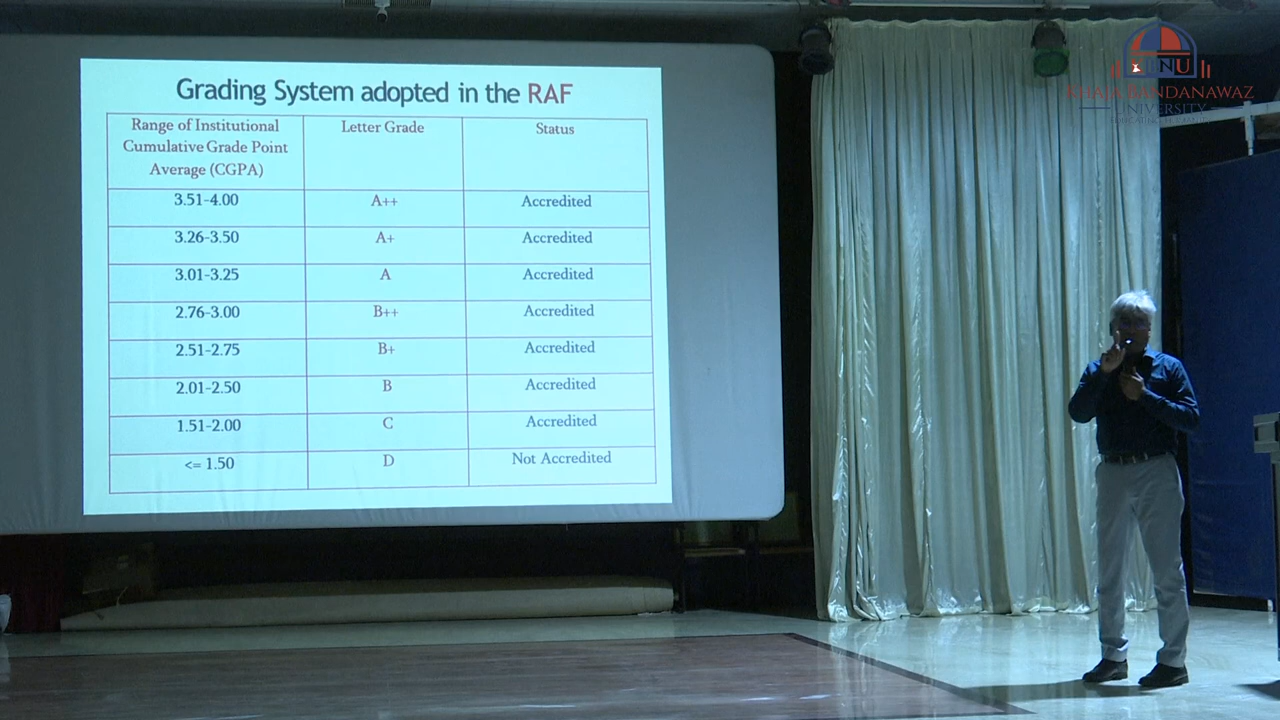 Grading System adopted in the RAF
Range of Institutional
Cumulative Grade Point
Average (CGPA)
Letter Grade
Status
3.51-4.00 A++ Accredited
3.26-3.50 A+ Accredited
3.01-3.25 A Accredited
2.76-3.00 B++ Accredited
2.51-2.75 B+ Accredited
2.01-2.50 B Accredited
1.51-2.00 C Accredited
<= 1.50 D Not Accredited
KHAJA BANDANAWAZ
UNIVERSITY